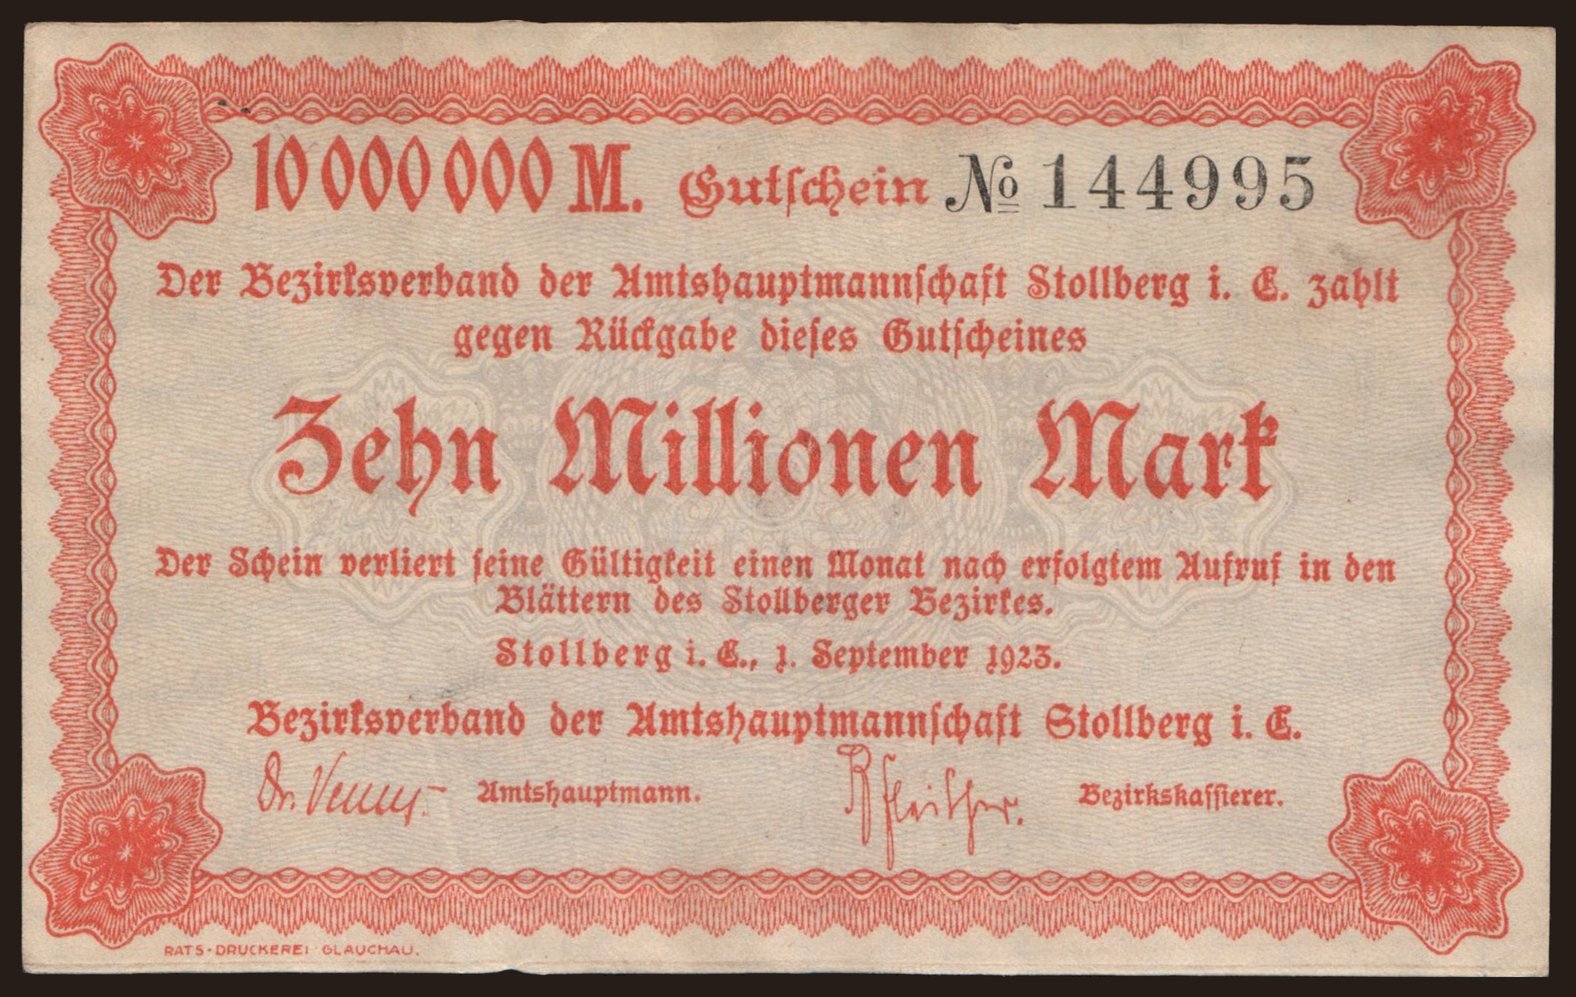 10 000 000 M. Gutschein № 144995
Der Bezirksverband der Amtshauptmannschaft Stollberg i. E. zahlt
gegen Rückgabe dieses Gutscheines
Zehn Millionen Mark
Der Schein verliert seine Gültigkeit einen Monat nach erfolgtem Aufruf in den
Blättern des Stollberger Bezirkes.
Stollberg i. E., 1. September 1923.
Bezirksverband der Amtshauptmannschaft Stollberg i. E.
Dr. Amtshauptmann. Bezirkskassierer.
RATS-DRUCKEREI GLAUCHAU.